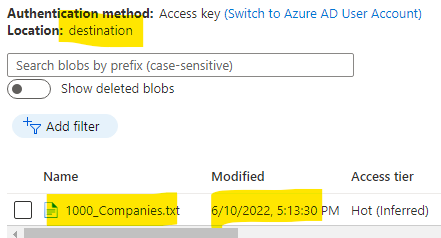 Authentication method: Access key (Switch to Azure AD User Account)
Location: destination
Search blobs by prefix (case-sensitive)
Show deleted blobs
Add filter
Name Modified Access tier
1000_Companies.txt 6/10/2022, 5:13:30 PM Hot (Inferred)